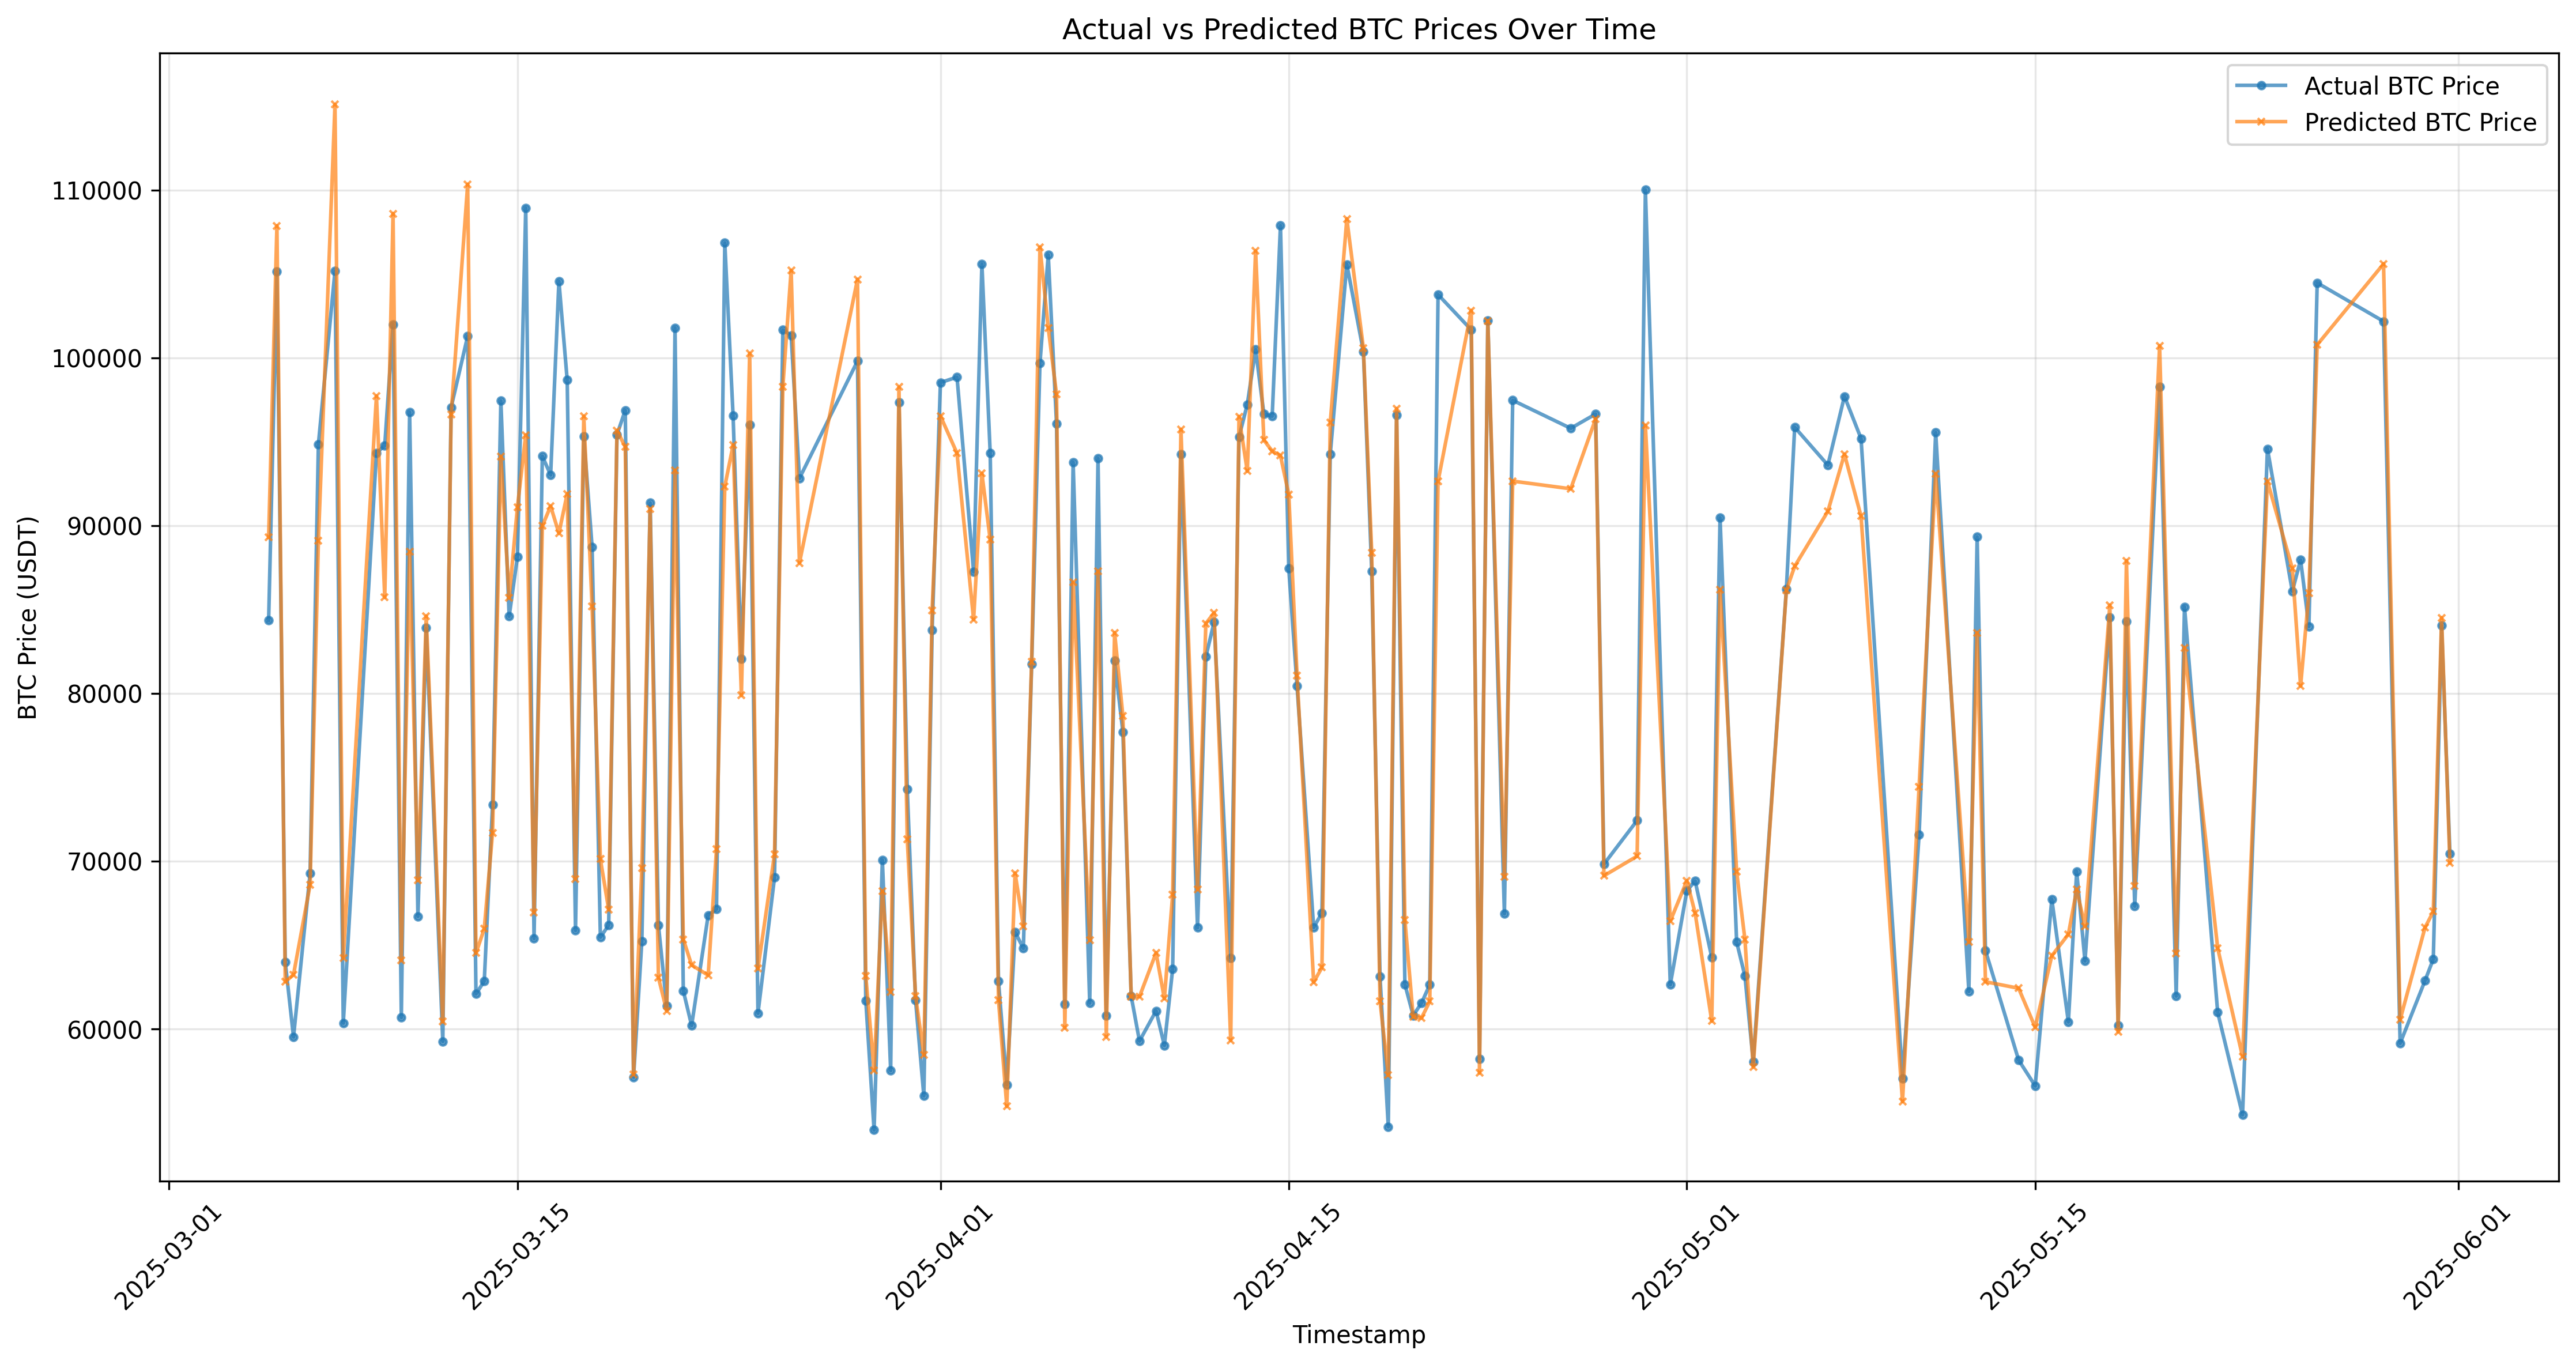 Actual vs Predicted BTC Prices Over Time
Actual BTC Price
Predicted BTC Price
BTC Price (USDT)
110000
100000
90000
80000
70000
60000
2025-03-01
2025-03-15
2025-04-01
2025-04-15
2025-05-01
2025-05-15
2025-06-01
Timestamp